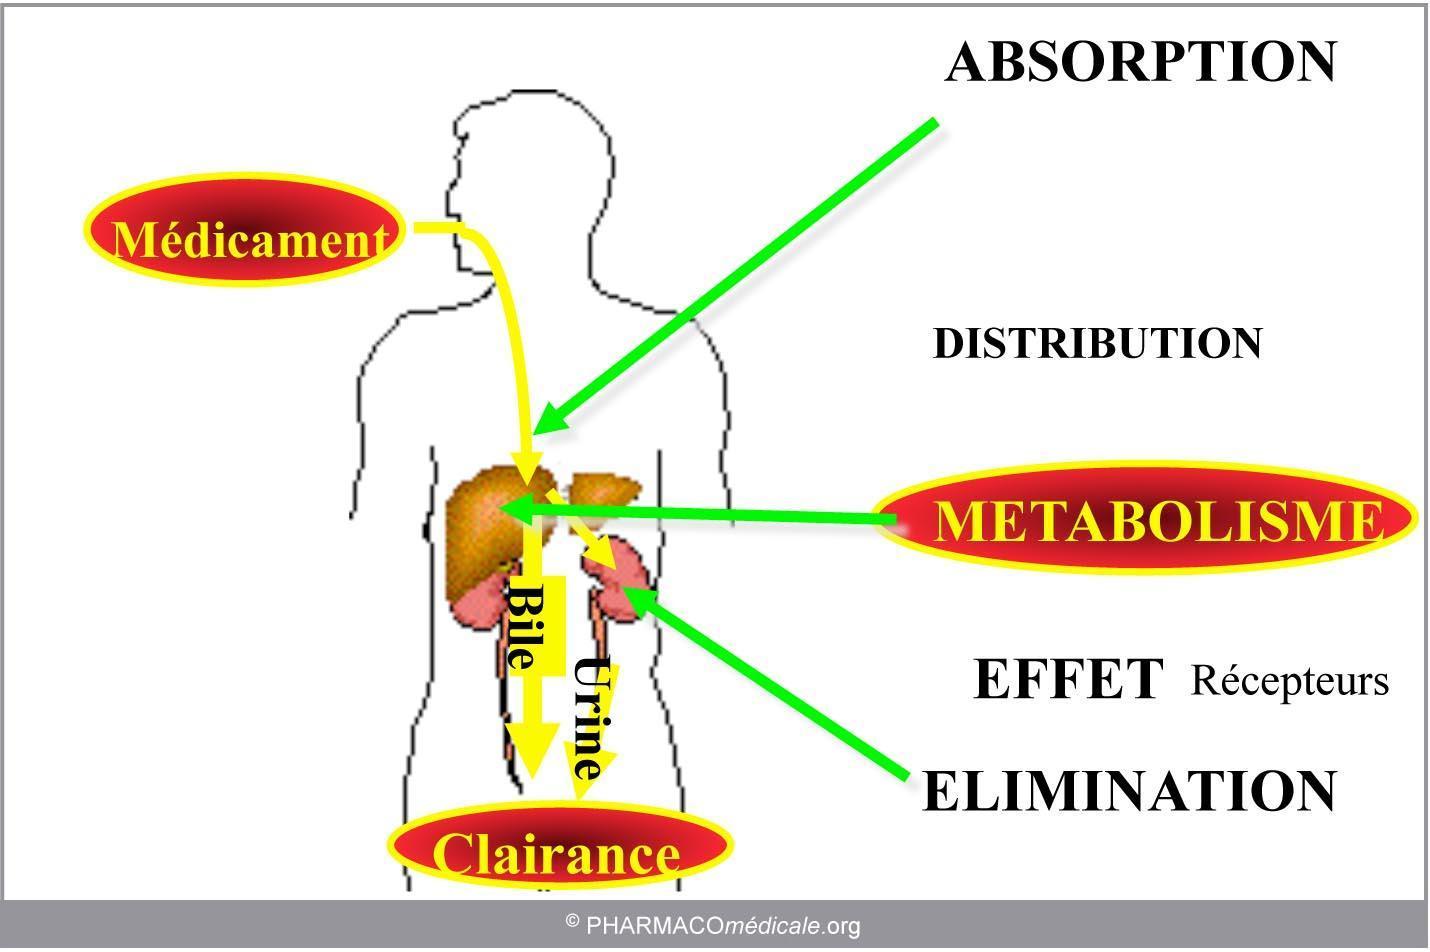 ABSORPTION
Médicament
DISTRIBUTION
METABOLISME
Bile
Urine
EFFET Récepteurs
ELIMINATION
Clairance
© PHARMACOmédicale.org